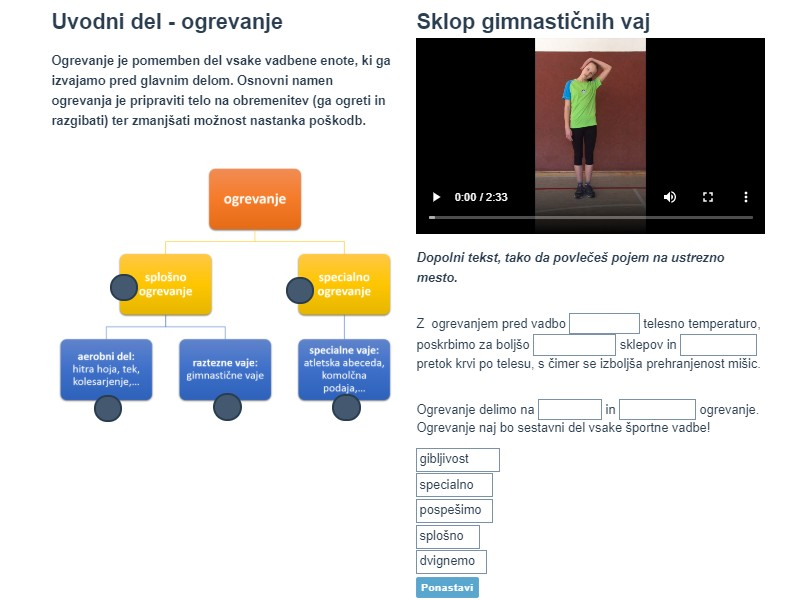 Uvodni del - ogrevanje
Ogrevanje je pomemben del vsake vadbene enote, ki ga
izvajamo pred glavnim delom. Osnovni namen
ogrevanja je pripraviti telo na obremenitev (ga ogreti in
razgibati) ter zmanjšati možnost nastanka poškodb.
ogrevanje
splošno
ogrevanje
specialno
ogrevanje
aerobni del:
hitra hoja, tek,
kolesarjenje,...
raztezne vaje:
gimnastične vaje
specialne vaje:
atletska abeceda,
komolčna
podaja,...
Sklop gimnastičnih vaj
0:00 / 2:33
Dopolni tekst, tako da povlečeš pojem na ustrezno
mesto.
Z ogrevanjem pred vadbo telesno temperaturo,
poskrbimo za boljšo sklepov in
pretok krvi po telesu, s čimer se izboljša prehranjenost mišic.
Ogrevanje delimo na in ogrevanje.
Ogrevanje naj bo sestavni del vsake športne vadbe!
gibljivost
specialno
pospešimo
splošno
dvignemo
Ponastavi